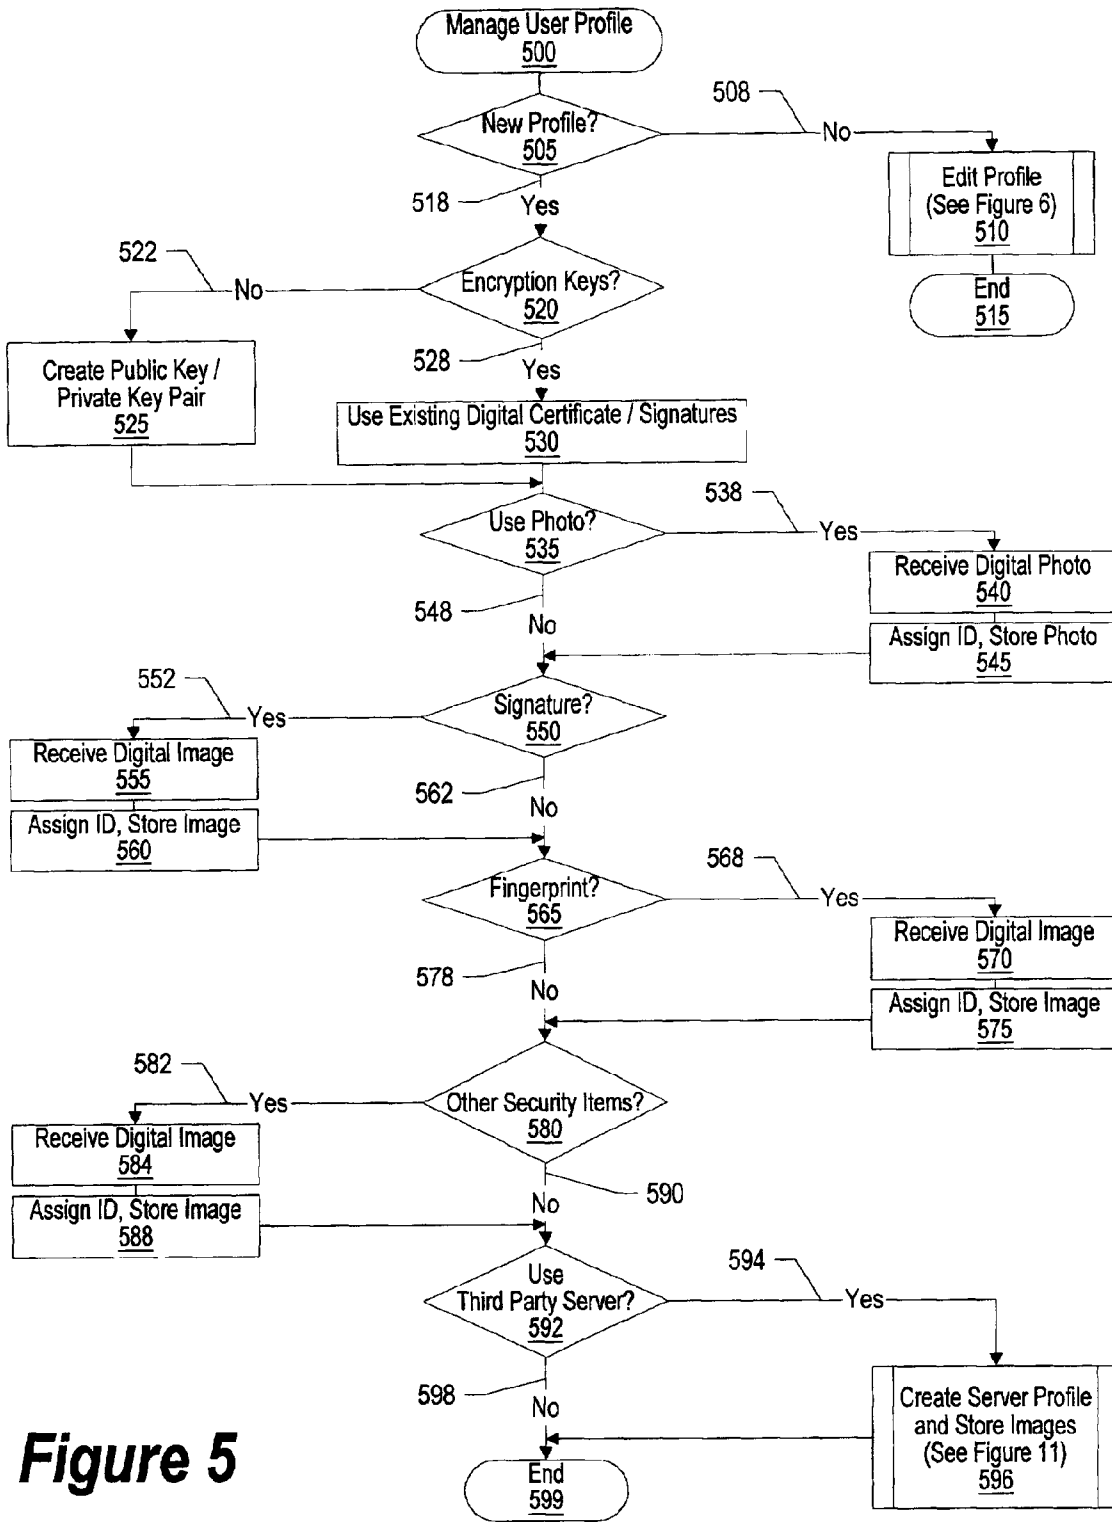 Manage User Profile
500
508
New Profile?
505
No
518
Yes
Edit Profile
(See Figure 6)
510
522
No
Encryption Keys?
520
End
515
528
Yes
Create Public Key /
Private Key Pair
525
Use Existing Digital Certificate / Signatures
530
538
Use Photo?
535
Yes
548
No
Receive Digital Photo
540
Assign ID, Store Photo
545
552
Yes
Signature?
550
Receive Digital Image
555
562
No
Assign ID, Store Image
560
568
Fingerprint?
565
Yes
578
No
Receive Digital Image
570
Assign ID, Store Image
575
582
Yes
Other Security Items?
580
Receive Digital Image
584
590
No
Assign ID, Store Image
588
Use
Third Party Server?
592
594
Yes
598
No
Create Server Profile
and Store Images
(See Figure 11)
596
End
599
Figure 5